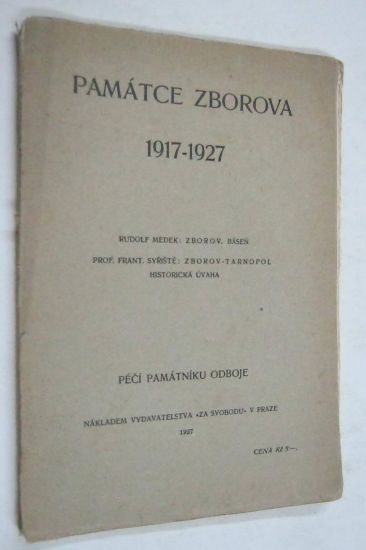 PAMÁTCE ZBOROVA
1917-1927
RUDOLF MEDEK: ZBOROV. BÁSEŇ
PROF. FRANT. SYŘIŠTĚ: ZBOROV-TARNOPOL
HISTORICKÁ ÚVAHA
PÉČÍ PAMÁTNÍKU ODBOJE
NÁKLADEM VYDAVATELSTVA »ZA SVOBODU« V PRAZE
1927
CENA Kč 5—.